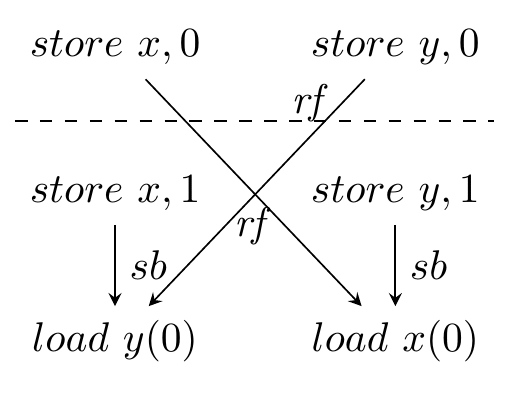 store x, 0 store y, 0
rf
store x, 1 store y, 1
rf
sb sb
load y(0) load x(0)